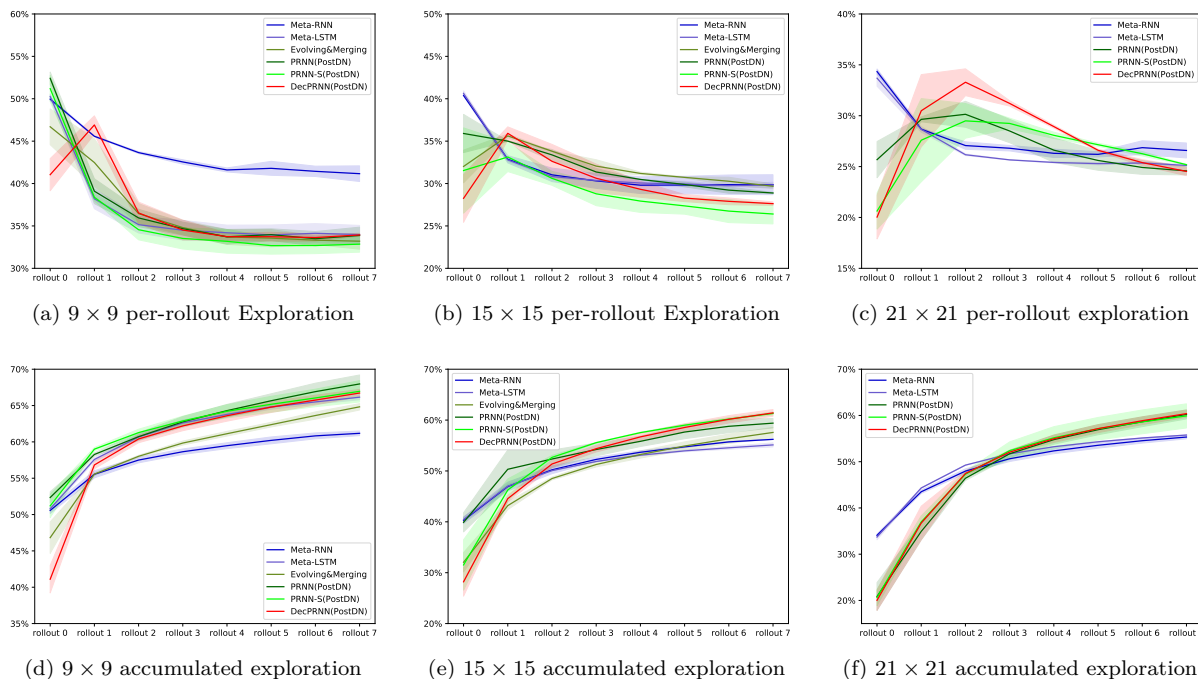 60%
55%
50%
45%
40%
35%
30%
rollout 0 rollout 1 rollout 2 rollout 3 rollout 4 rollout 5 rollout 6 rollout 7
Meta-RNN
Meta-LSTM
Evolving&Merging
PRNN(PostDN)
PRNN-S(PostDN)
DecPRNN(PostDN)
(a) 9 × 9 per-rollout Exploration
50%
45%
40%
35%
30%
25%
20%
rollout 0 rollout 1 rollout 2 rollout 3 rollout 4 rollout 5 rollout 6 rollout 7
Meta-RNN
Meta-LSTM
Evolving&Merging
PRNN(PostDN)
PRNN-S(PostDN)
DecPRNN(PostDN)
(b) 15 × 15 per-rollout Exploration
40%
35%
30%
25%
20%
15%
rollout 0 rollout 1 rollout 2 rollout 3 rollout 4 rollout 5 rollout 6 rollout 7
Meta-RNN
Meta-LSTM
PRNN(PostDN)
PRNN-S(PostDN)
DecPRNN(PostDN)
(c) 21 × 21 per-rollout exploration
70%
65%
60%
55%
50%
45%
40%
35%
rollout 0 rollout 1 rollout 2 rollout 3 rollout 4 rollout 5 rollout 6 rollout 7
Meta-RNN
Meta-LSTM
Evolving&Merging
PRNN(PostDN)
PRNN-S(PostDN)
DecPRNN(PostDN)
(d) 9 × 9 accumulated exploration
70%
60%
50%
40%
30%
20%
rollout 0 rollout 1 rollout 2 rollout 3 rollout 4 rollout 5 rollout 6 rollout 7
Meta-RNN
Meta-LSTM
Evolving&Merging
PRNN(PostDN)
PRNN-S(PostDN)
DecPRNN(PostDN)
(e) 15 × 15 accumulated exploration
70%
60%
50%
40%
30%
20%
rollout 0 rollout 1 rollout 2 rollout 3 rollout 4 rollout 5 rollout 6 rollout 7
Meta-RNN
Meta-LSTM
PRNN(PostDN)
PRNN-S(PostDN)
DecPRNN(PostDN)
(f) 21 × 21 accumulated exploration